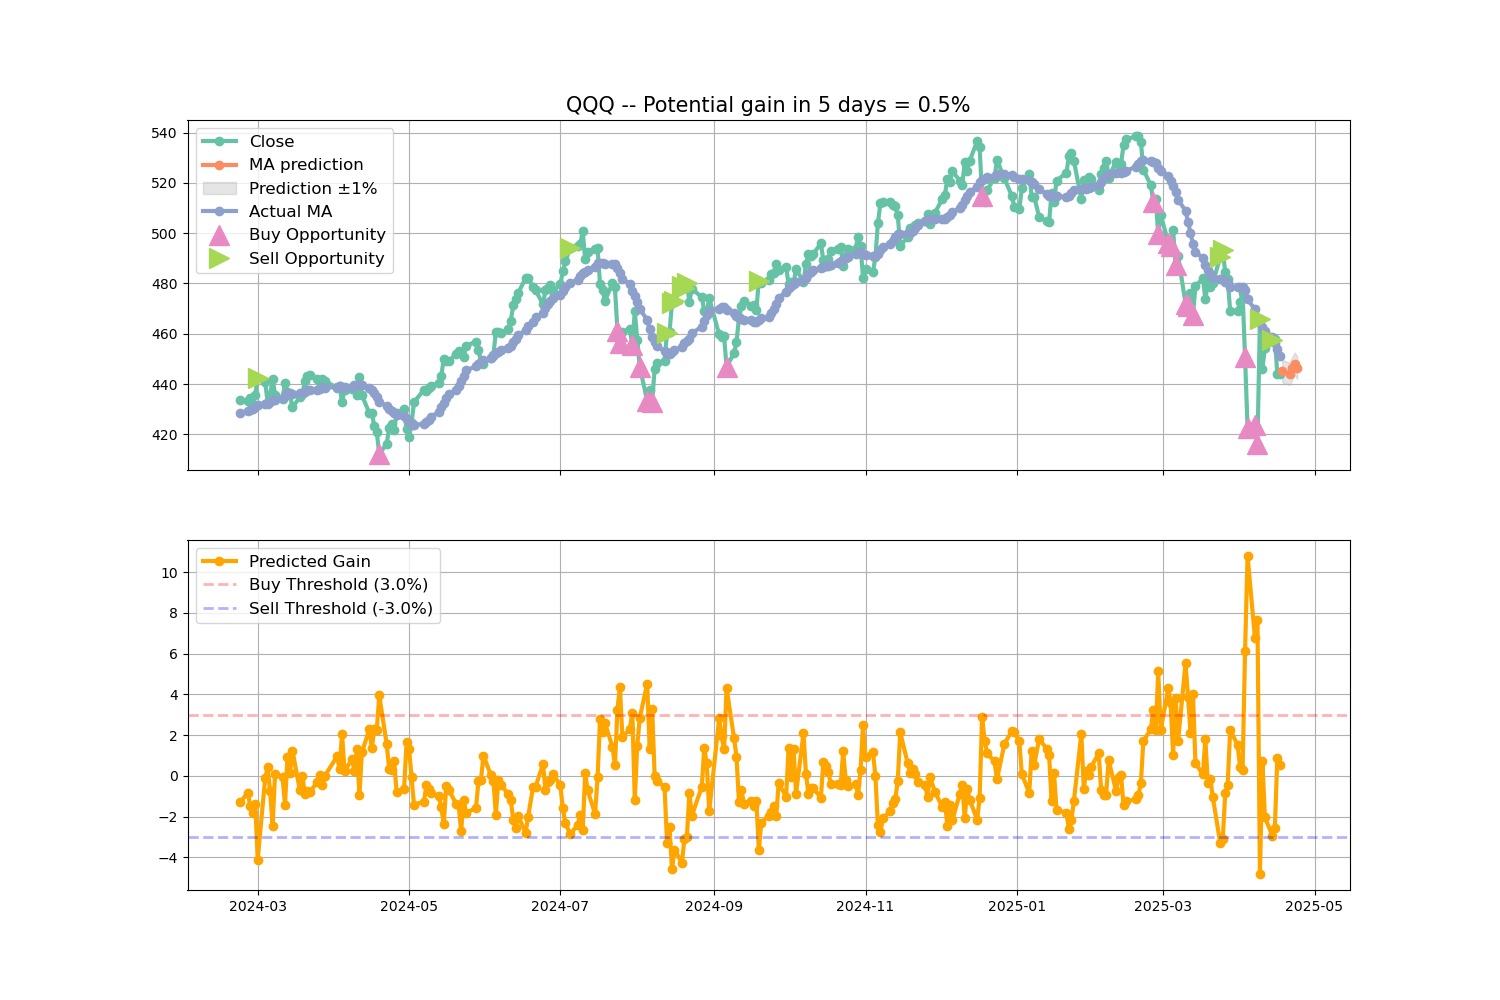 QQQ -- Potential gain in 5 days = 0.5%
540
520
500
480
460
440
420
Close
MA prediction
Prediction ±1%
Actual MA
Buy Opportunity
Sell Opportunity
10
8
6
4
2
0
−2
−4
Predicted Gain
Buy Threshold (3.0%)
Sell Threshold (-3.0%)
2024-03
2024-05
2024-07
2024-09
2024-11
2025-01
2025-03
2025-05